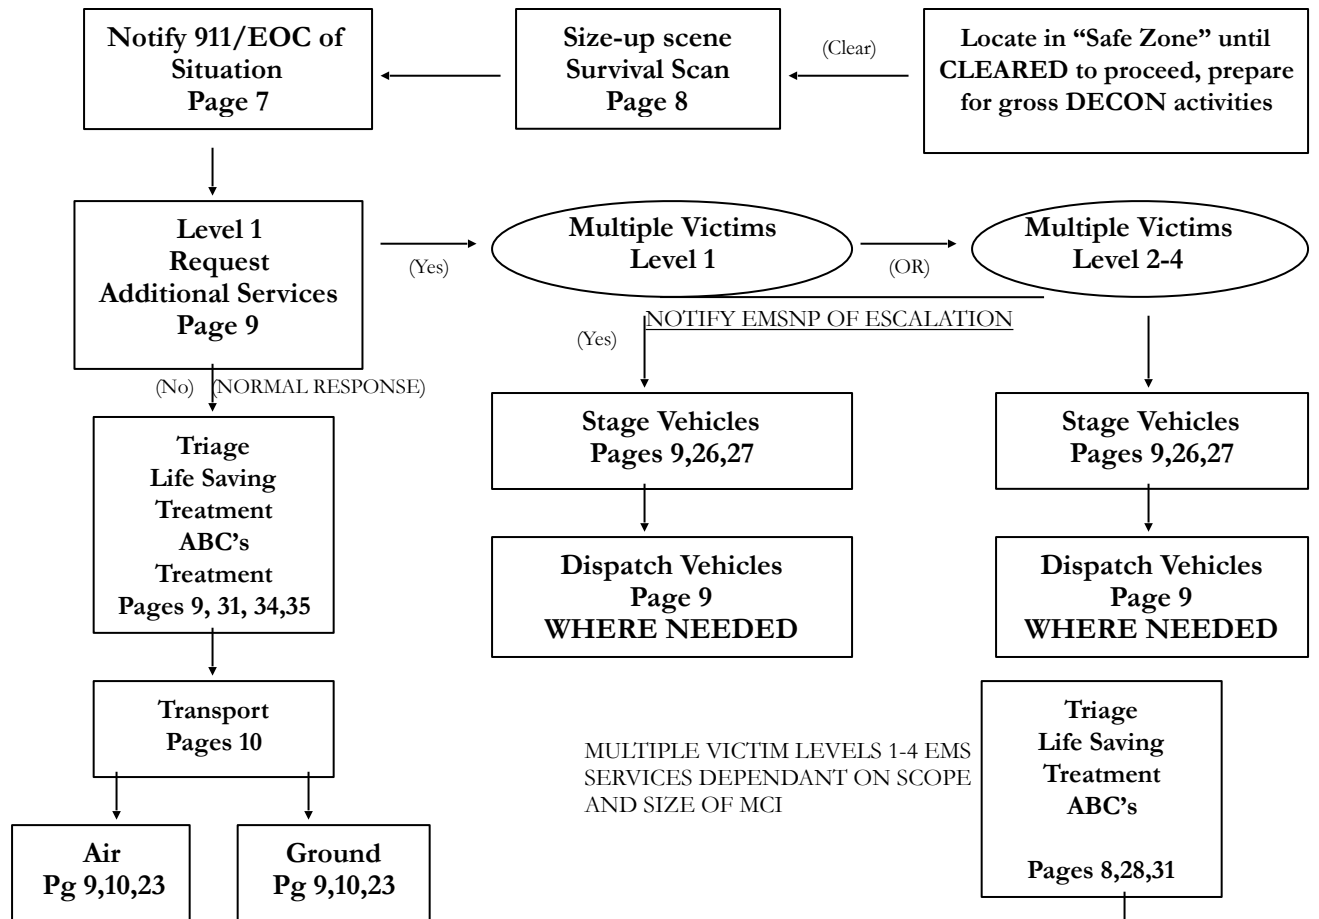 Notify 911/EOC of
Situation
Page 7
Size-up scene
Survival Scan
Page 8
(Clear)
Locate in “Safe Zone” until
CLEARED to proceed, prepare
for gross DECON activities
Level 1
Request
Additional Services
Page 9
(Yes)
Multiple Victims
Level 1
(OR)
Multiple Victims
Level 2-4
NOTIFY EMSNP OF ESCALATION
(Yes)
(No) (NORMAL RESPONSE)
Triage
Life Saving
Treatment
ABC’s
Treatment
Pages 9, 31, 34,35
Stage Vehicles
Pages 9,26,27
Stage Vehicles
Pages 9,26,27
Dispatch Vehicles
Page 9
WHERE NEEDED
Dispatch Vehicles
Page 9
WHERE NEEDED
Transport
Pages 10
MULTIPLE VICTIM LEVELS 1-4 EMS
SERVICES DEPENDANT ON SCOPE
AND SIZE OF MCI
Triage
Life Saving
Treatment
ABC’s
Pages 8,28,31
Air
Pg 9,10,23
Ground
Pg 9,10,23